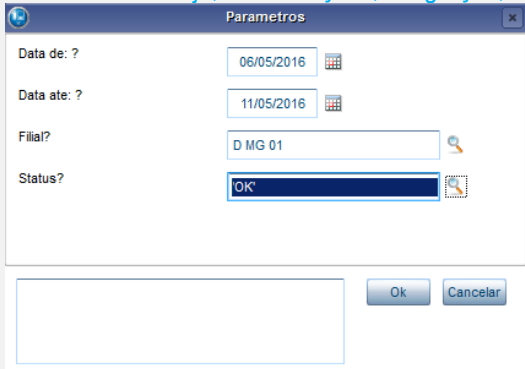 Parametros
Data de: ?
06/05/2016
Data ate: ?
11/05/2016
Filial?
D MG 01
Status?
'OK'
Ok
Cancelar